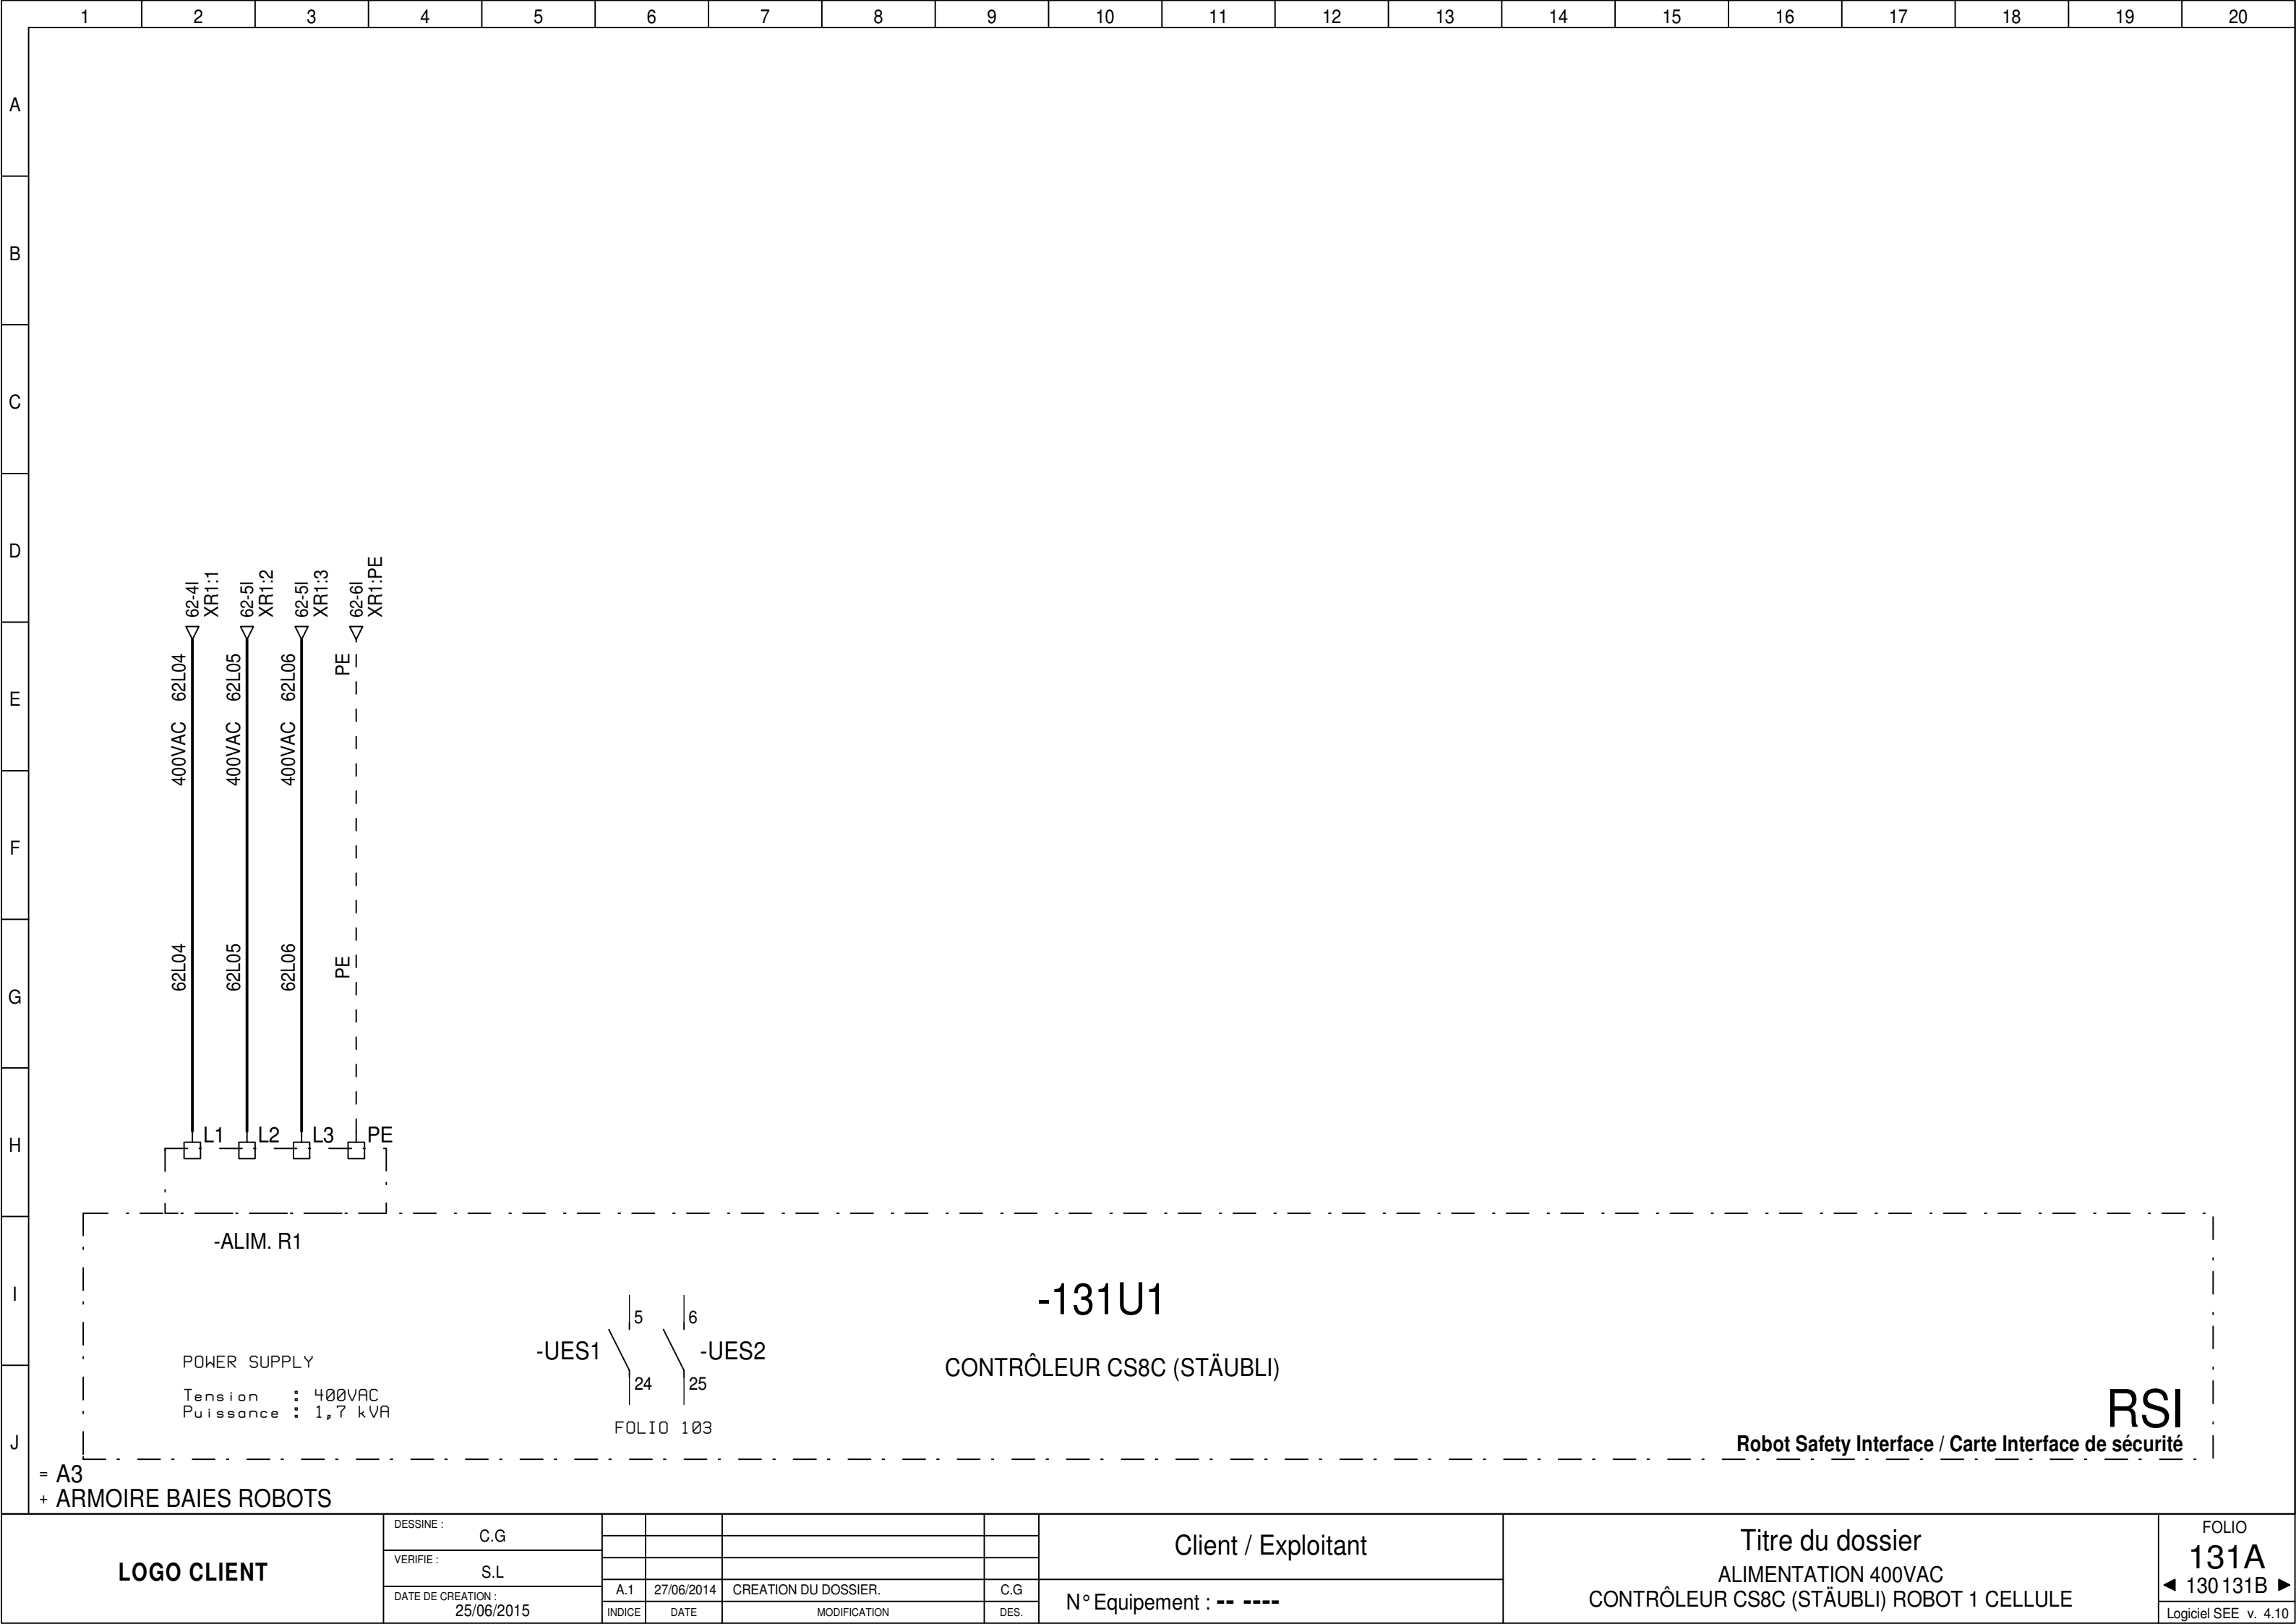 1 2 3 4 5 6 7 8 9 10 11 12 13 14 15 16 17 18 19 20
A
B
C
D
E
F
G
H
I
J
62-4I
XR1:1
62-5I
XR1:2
62-5I
XR1:3
62-6I
XR1:PE
400VAC 62L04
400VAC 62L05
400VAC 62L06
PE
62L04
62L05
62L06
PE
L1 L2 L3 PE
-ALIM. R1
POWER SUPPLY
Tension : 400VAC
Puissance : 1,7 kVA
5 6
-UES1 -UES2
24 25
FOLIO 103
-131U1
CONTRÔLEUR CS8C (STÄUBLI)
RSI
Robot Safety Interface / Carte Interface de sécurité
= A3
+ ARMOIRE BAIES ROBOTS
LOGO CLIENT
DESSINE :
C.G
VERIFIE :
S.L
DATE DE CREATION :
25/06/2015
A.1 27/06/2014 CREATION DU DOSSIER. C.G
INDICE DATE MODIFICATION DES.
Client / Exploitant
N° Equipement : -- ----
Titre du dossier
ALIMENTATION 400VAC
CONTRÔLEUR CS8C (STÄUBLI) ROBOT 1 CELLULE
FOLIO
131A
◄ 130 131B ►
Logiciel SEE v. 4.10